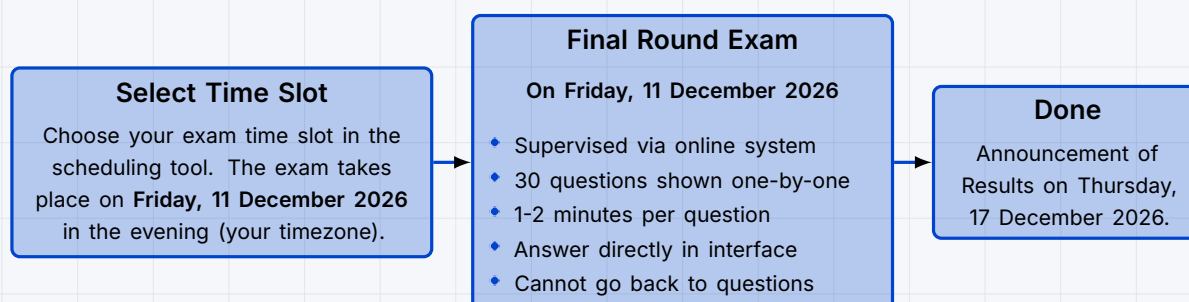 Select Time Slot
Choose your exam time slot in the
scheduling tool. The exam takes
place on Friday, 11 December 2026
in the evening (your timezone).
Final Round Exam
On Friday, 11 December 2026
Supervised via online system
30 questions shown one-by-one
1-2 minutes per question
Answer directly in interface
Cannot go back to questions
Done
Announcement of
Results on Thursday,
17 December 2026.